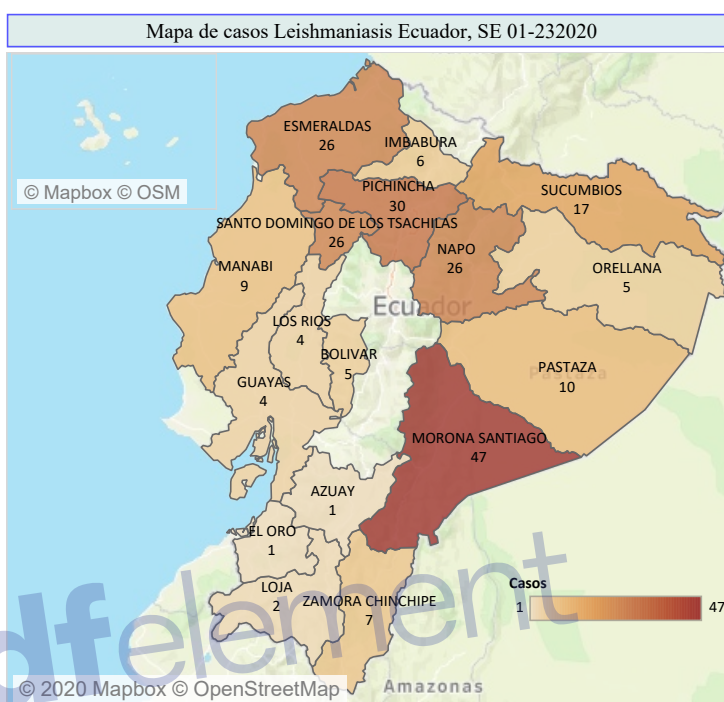 Mapa de casos Leishmaniasis Ecuador, SE 01-232020
© Mapbox © OSM
ESMERALDAS
26
IMBABURA
6
PICHINCHA
30
SUCUMBIOS
17
SANTO DOMINGO DE LOS TSACHILAS
26
NAPO
26
MANABI
9
ORELLANA
5
Ecuador
LOS RIOS
4
BOLIVAR
5
GUAYAS
4
PASTAZA
Pastaza
10
MORONA SANTIAGO
47
AZUAY
1
EL ORO
1
LOJA
2
ZAMORA CHINCHIPE
7
Casos
1
47
dfelement
© 2020 Mapbox © OpenStreetMap
Amazonas